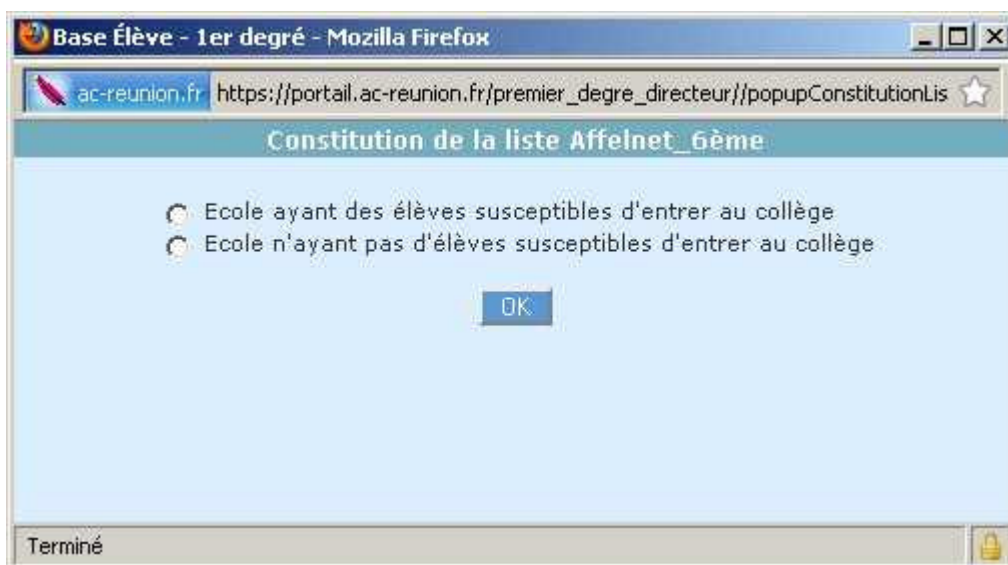 Base Élève - 1er degré - Mozilla Firefox
ac-reunion.fr https://portail.ac-reunion.fr/premier_degre_directeur//popupConstitutionLis
Constitution de la liste Affelnet_6ème
Ecole ayant des élèves susceptibles d'entrer au collège
Ecole n'ayant pas d'élèves susceptibles d'entrer au collège
OK
Terminé